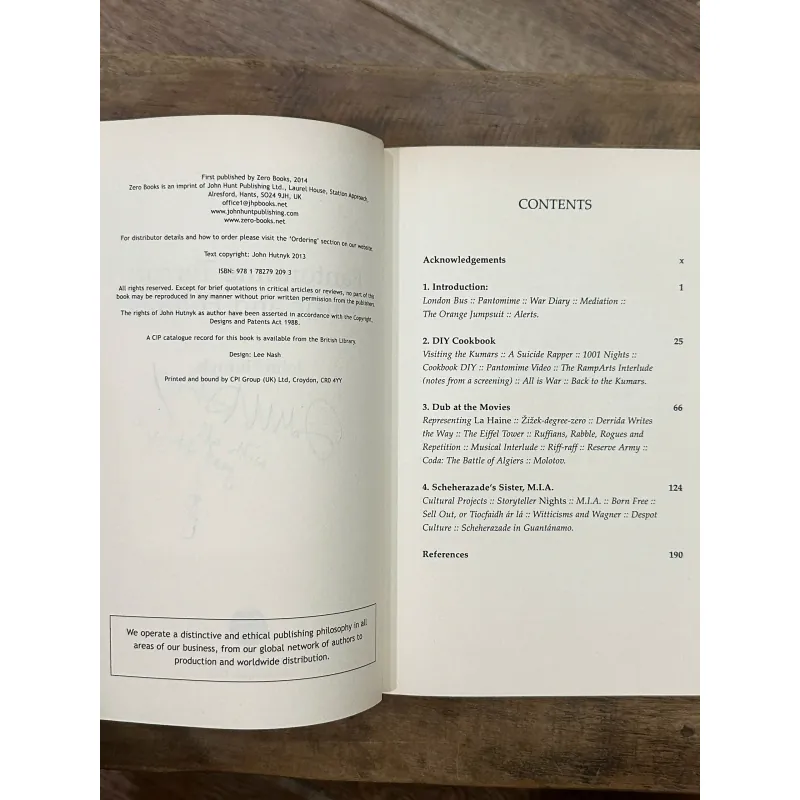 First published by Zero Books, 2014
Zero Books is an imprint of John Hunt Publishing Ltd., Laurel House, Station Approach,
Alresford, Hants, SO24 9JH, UK
office1@jhpbooks.net
www.johnhuntpublishing.com
www.zero-books.net
For distributor details and how to order please visit the 'Ordering' section on our website.
Text copyright: John Hutnyk 2013
ISBN: 978 1 78279 209 3
All rights reserved. Except for brief quotations in critical articles or reviews, no part of this
book may be reproduced in any manner without prior written permission from the publishers.
The rights of John Hutnyk as author have been asserted in accordance with the Copyright,
Designs and Patents Act 1988.
A CIP catalogue record for this book is available from the British Library.
Design: Lee Nash
Printed and bound by CPI Group (UK) Ltd, Croydon, CR0 4YY
We operate a distinctive and ethical publishing philosophy in all
areas of our business, from our global network of authors to
production and worldwide distribution.
CONTENTS
Acknowledgements x
1. Introduction: 1
London Bus :: Pantomime :: War Diary :: Mediation ::
The Orange Jumpsuit :: Alerts.
2. DIY Cookbook 25
Visiting the Kumars :: A Suicide Rapper :: 1001 Nights ::
Cookbook DIY :: Pantomime Video :: The RampArts Interlude
(notes from a screening) :: All is War :: Back to the Kumars.
3. Dub at the Movies 66
Representing La Haine :: Žižek-degree-zero :: Derrida Writes
the Way :: The Eiffel Tower :: Ruffians, Rabble, Rogues and
Repetition :: Musical Interlude :: Riff-raff :: Reserve Army ::
Coda: The Battle of Algiers :: Molotov.
4. Scheherazade's Sister, M.I.A. 124
Cultural Projects :: Storyteller Nights :: M.I.A. :: Born Free ::
Sell Out, or Tiocfaidh ár lá :: Witticisms and Wagner :: Despot
Culture :: Scheherazade in Guantánamo.
References 190